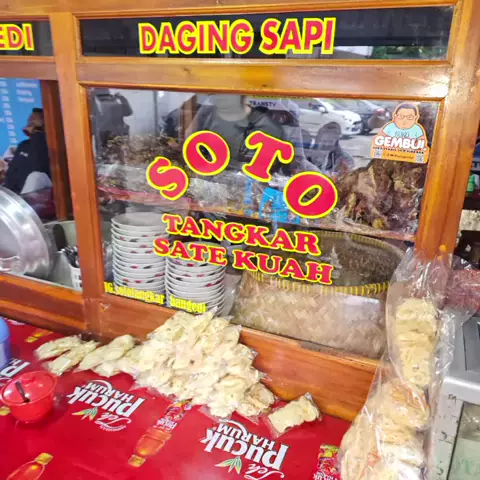 EDI
DAGING SAPI
SOTO
TANGKAR
SATE KUAH
GEMBUL
Teh
PUCUK
HARUM
Teh
PUCUK
HARUM